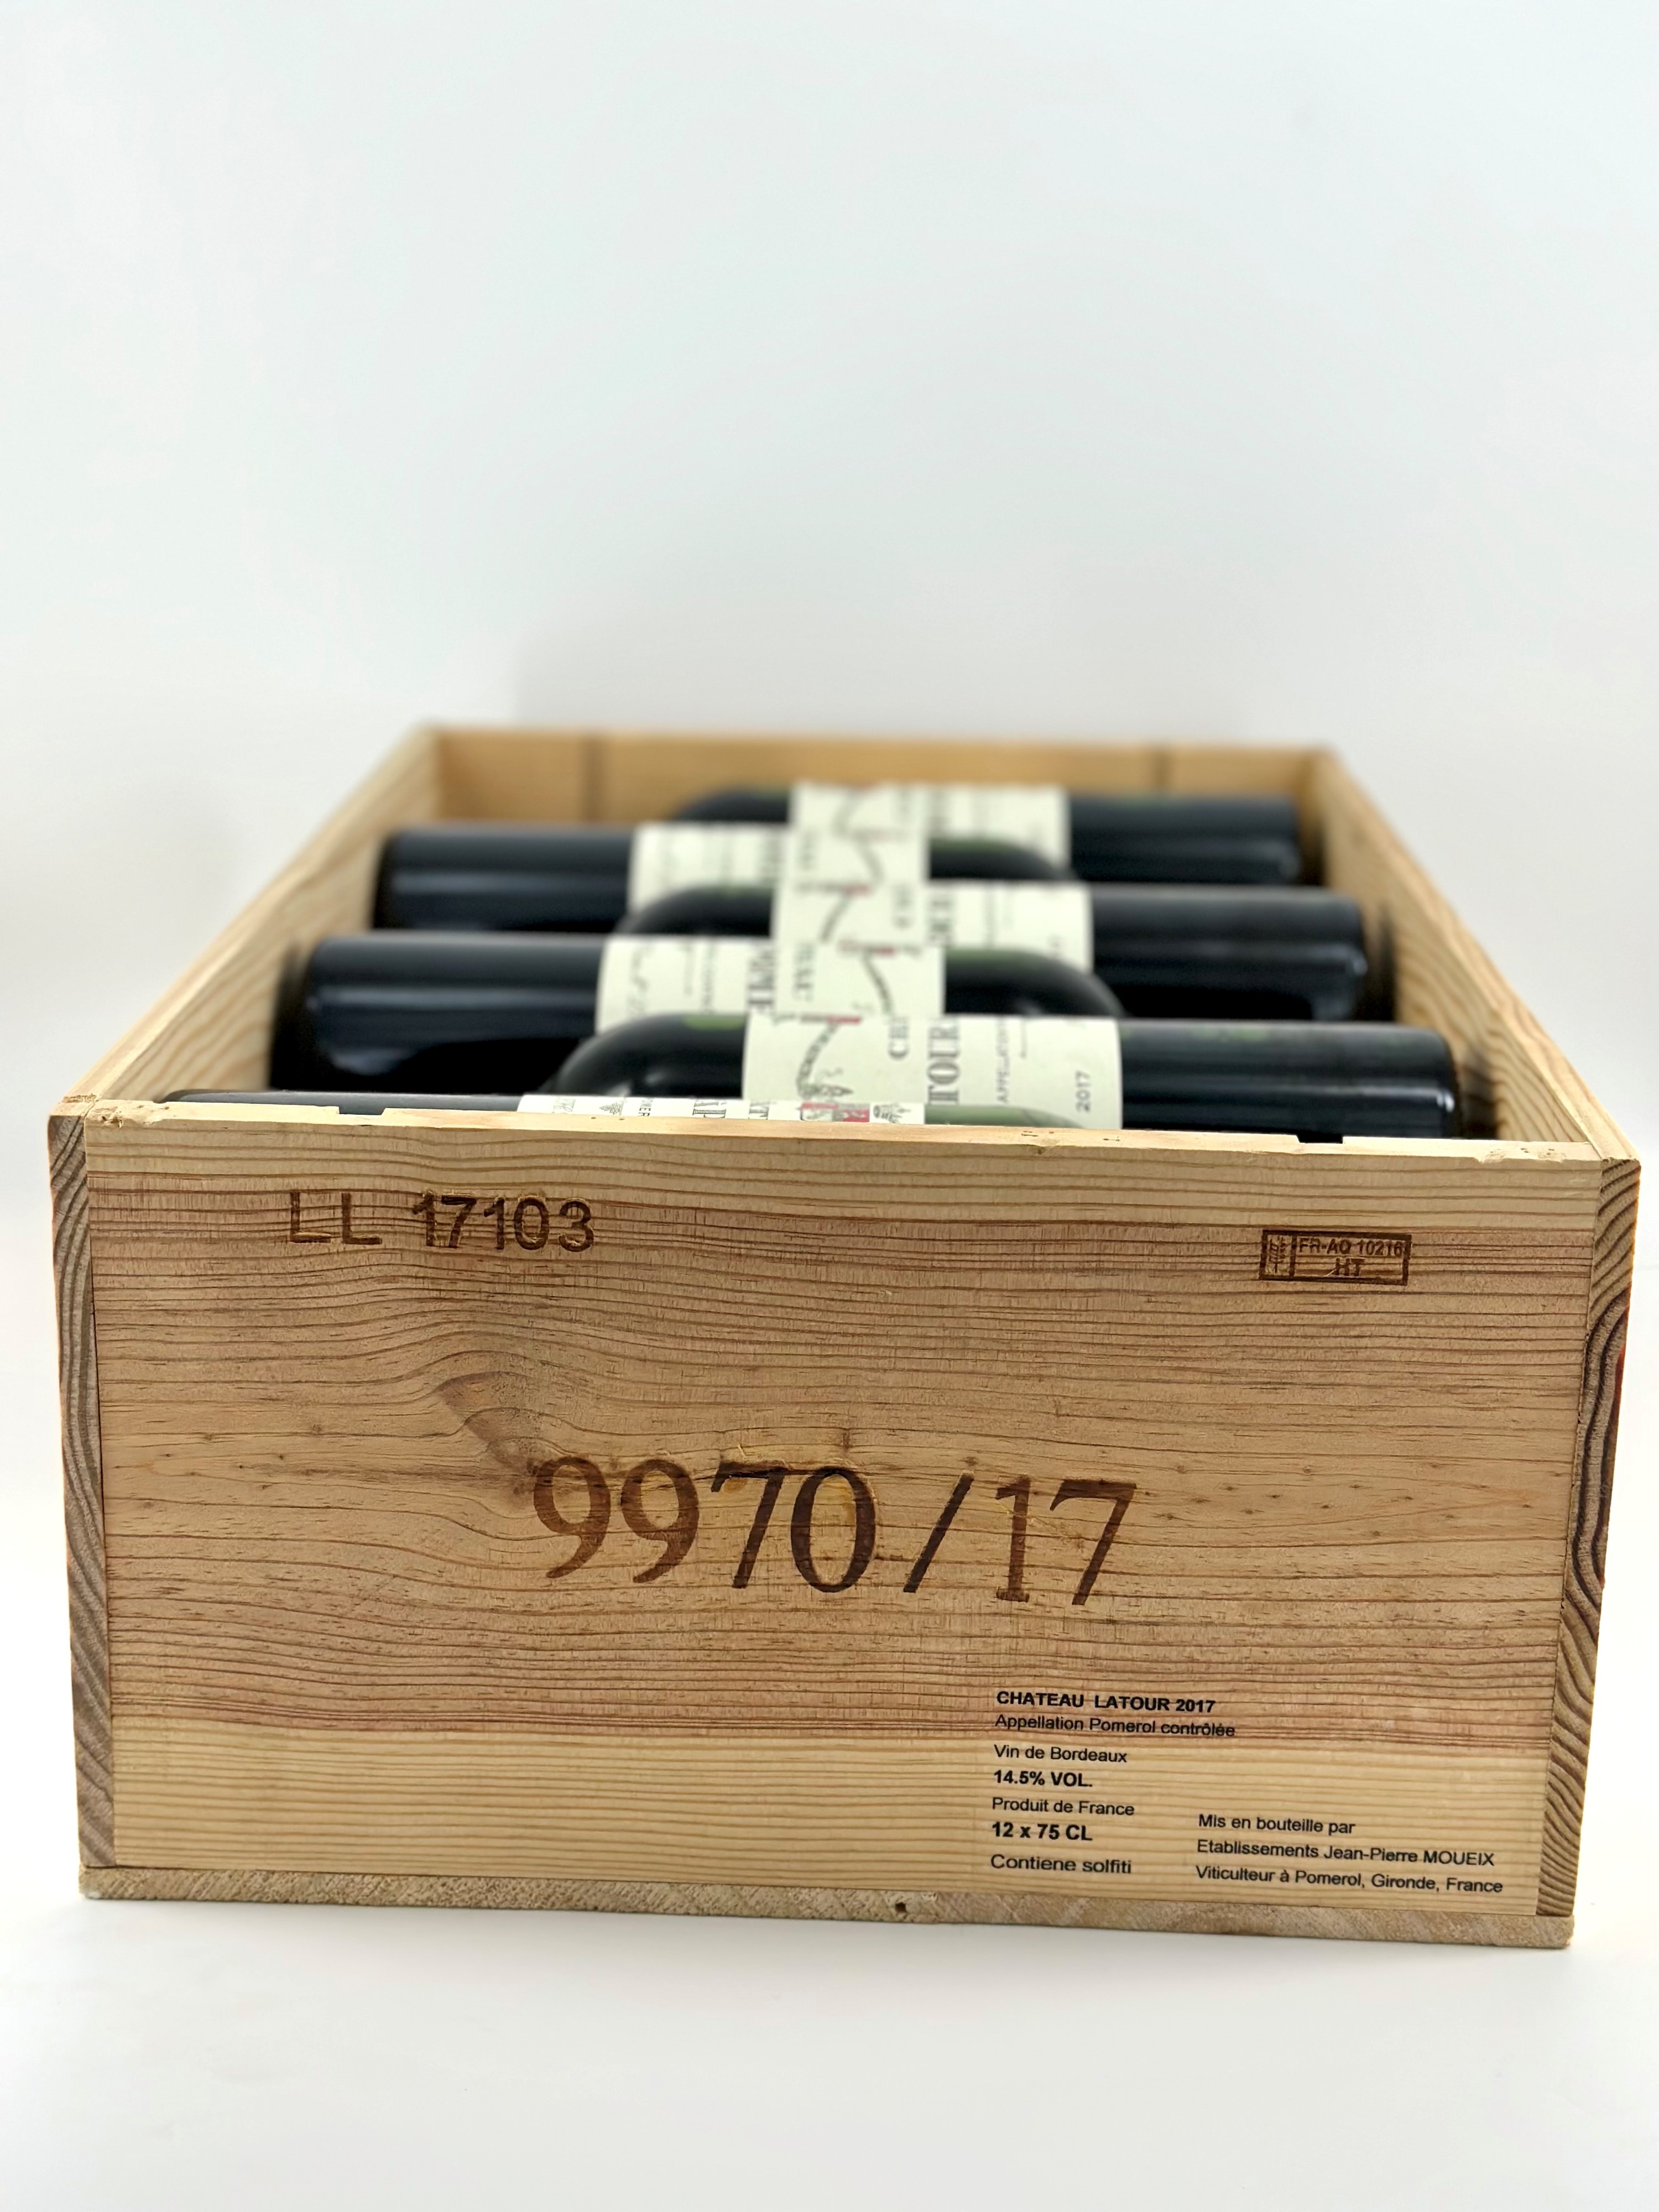 TOUR
2017
LL 17103
FR-AQ 10216
HT
9970/17
CHATEAU LATOUR 2017
Appellation Pomerol contrôlée
Vin de Bordeaux
14.5% VOL.
Produit de France
12 x 75 CL
Contiene solfiti
Mis en bouteille par
Etablissements Jean-Pierre MOUEIX
Viticulteur à Pomerol, Gironde, France